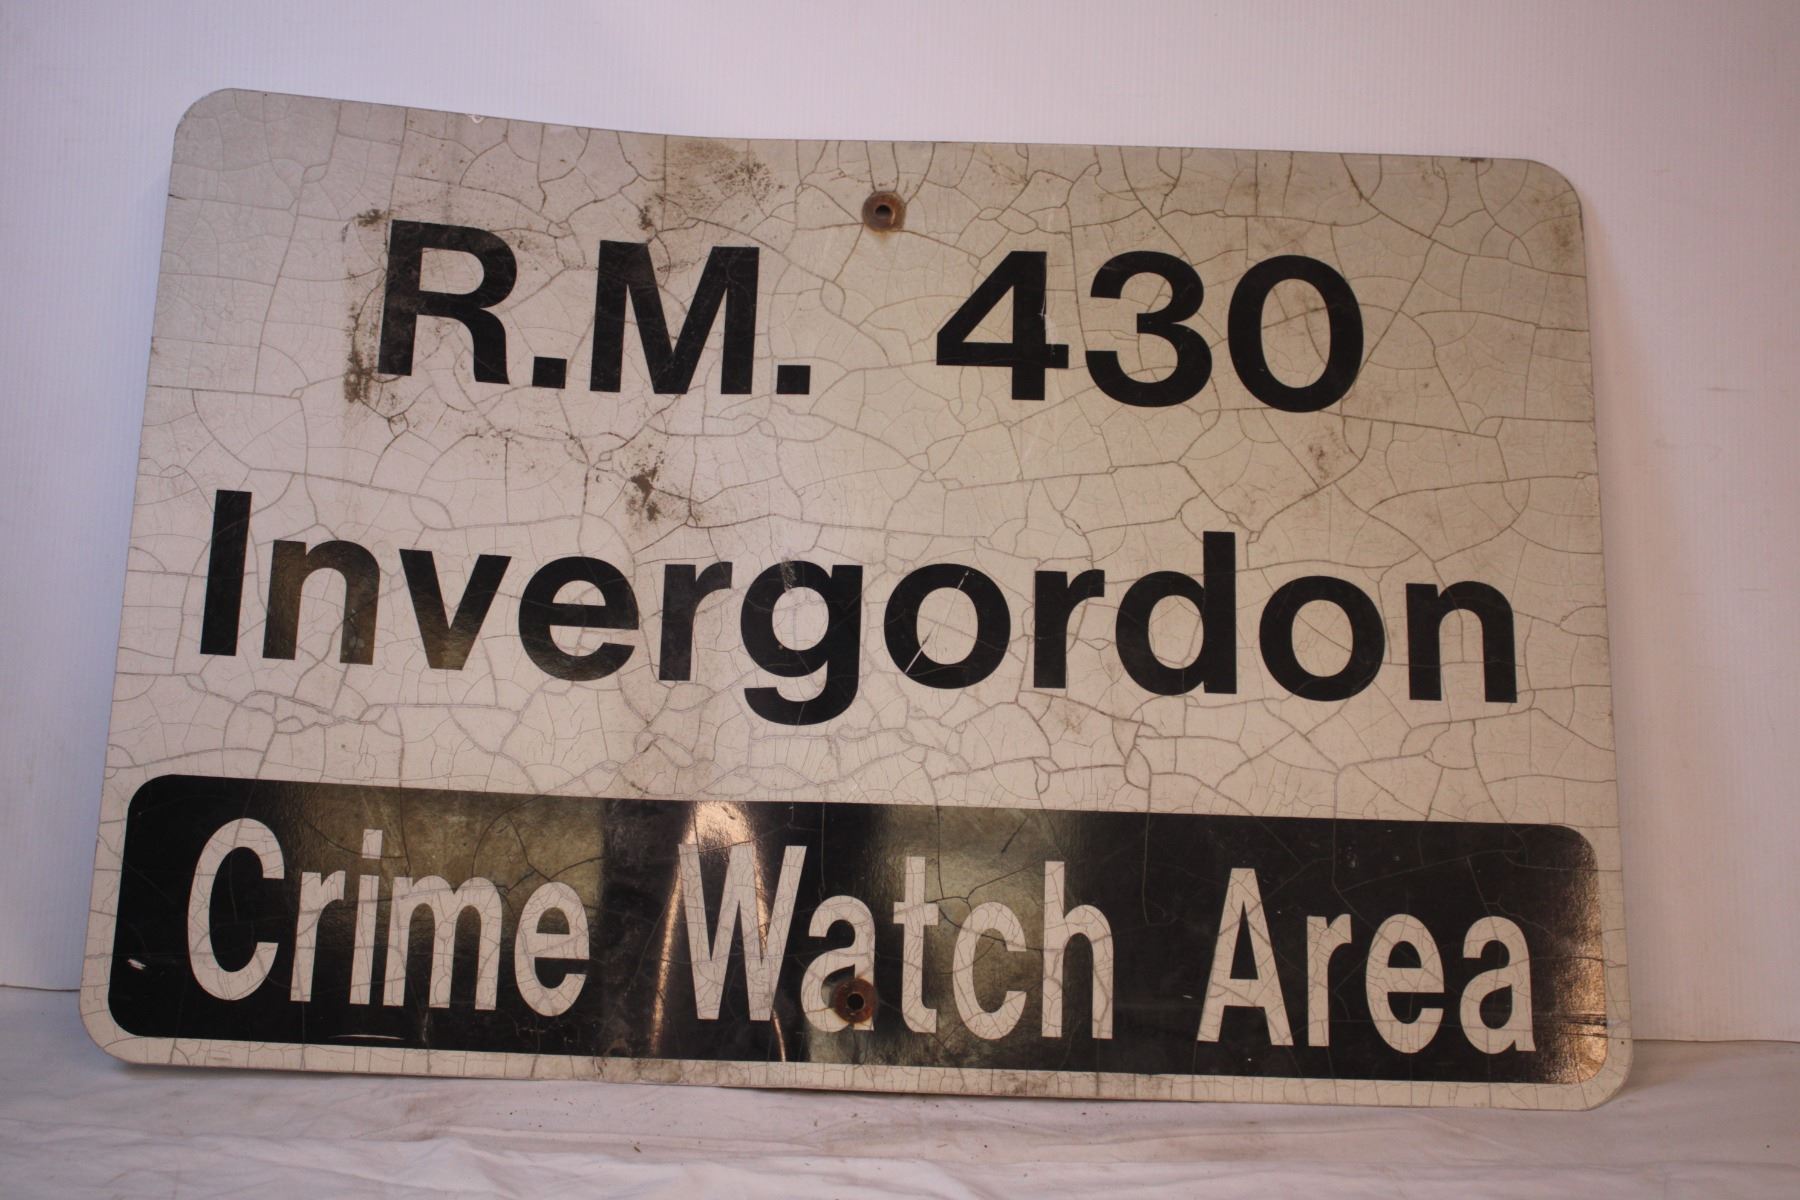 R.M. 430
Invergordon
Crime Watch Area